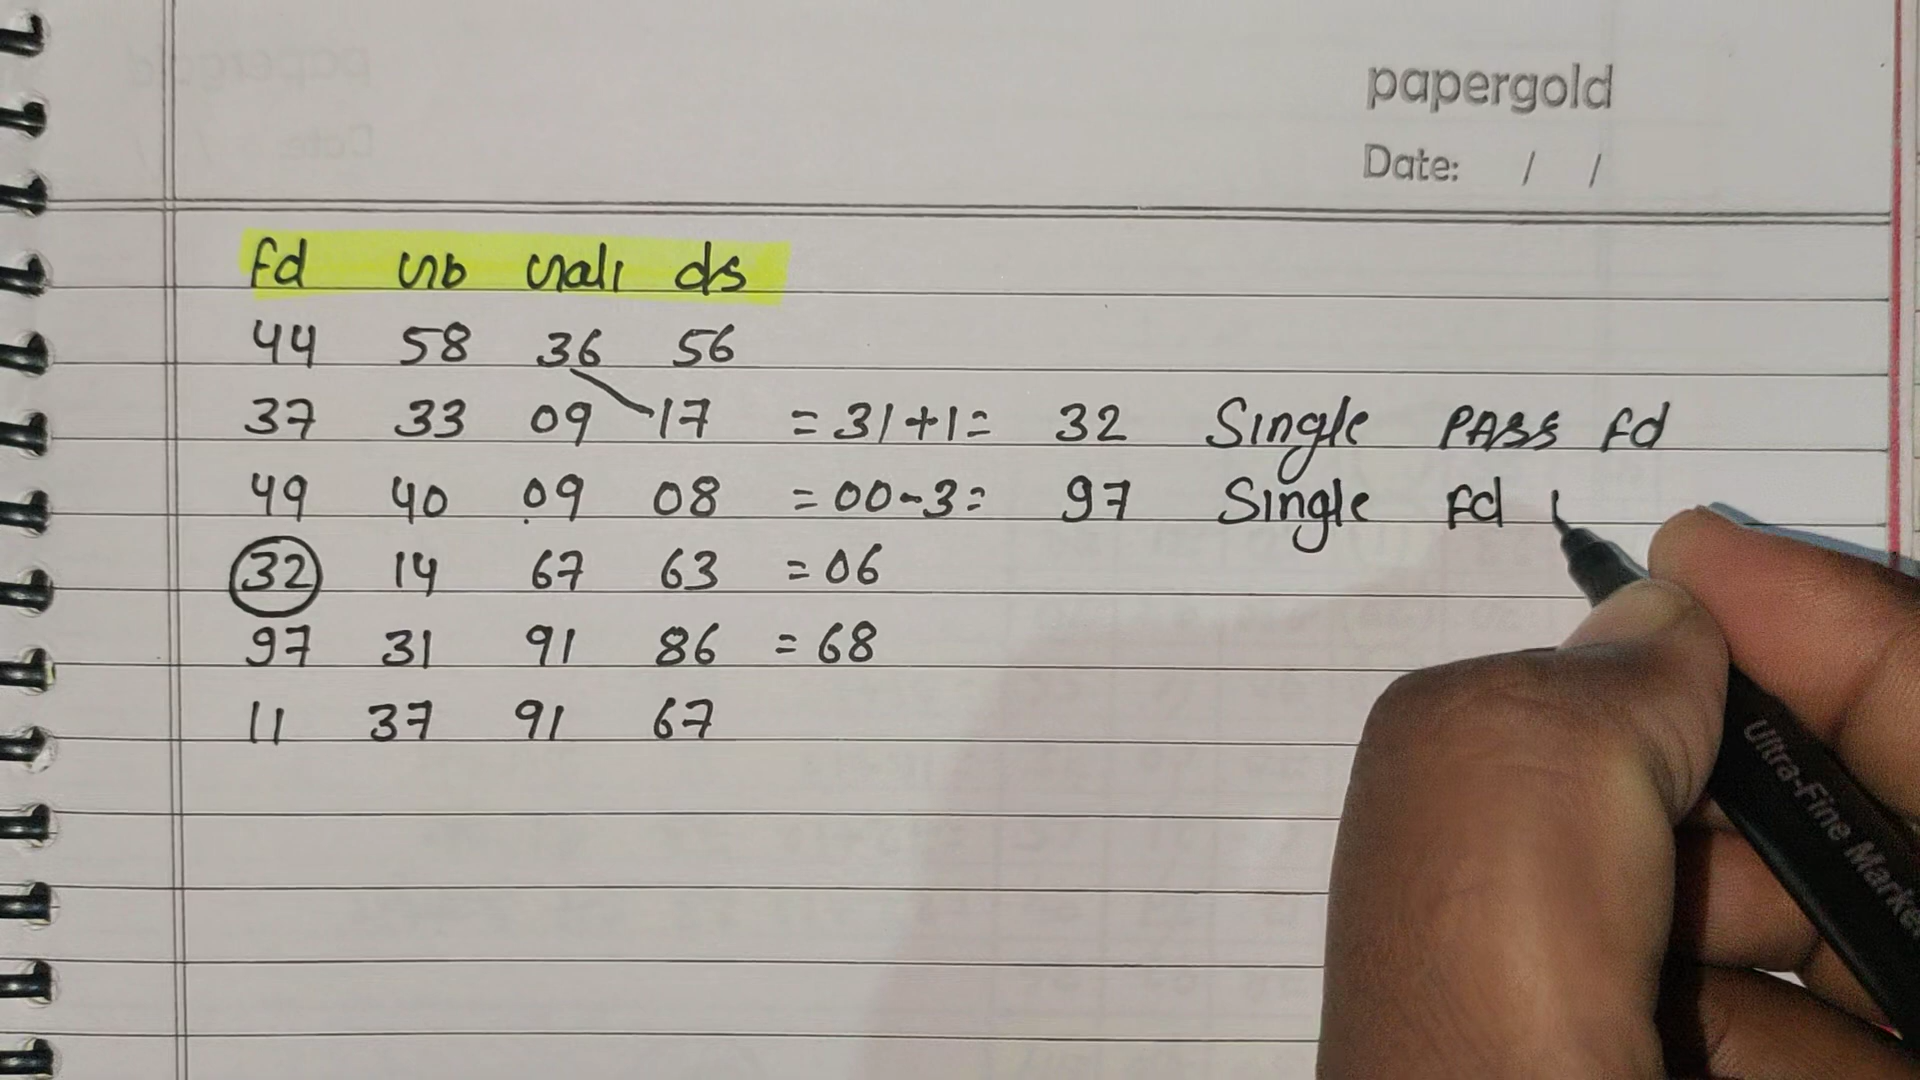 papergold
Date: / /
Fd Gb Gali ds
44 58 36 56
37 33 09 17 = 31+1= 32 Single PASS Fd
49 40 09 08 = 00-3= 97 Single Fd
32 14 67 63 = 06
97 31 91 86 = 68
11 37 91 67
Ultra-Fine Marke